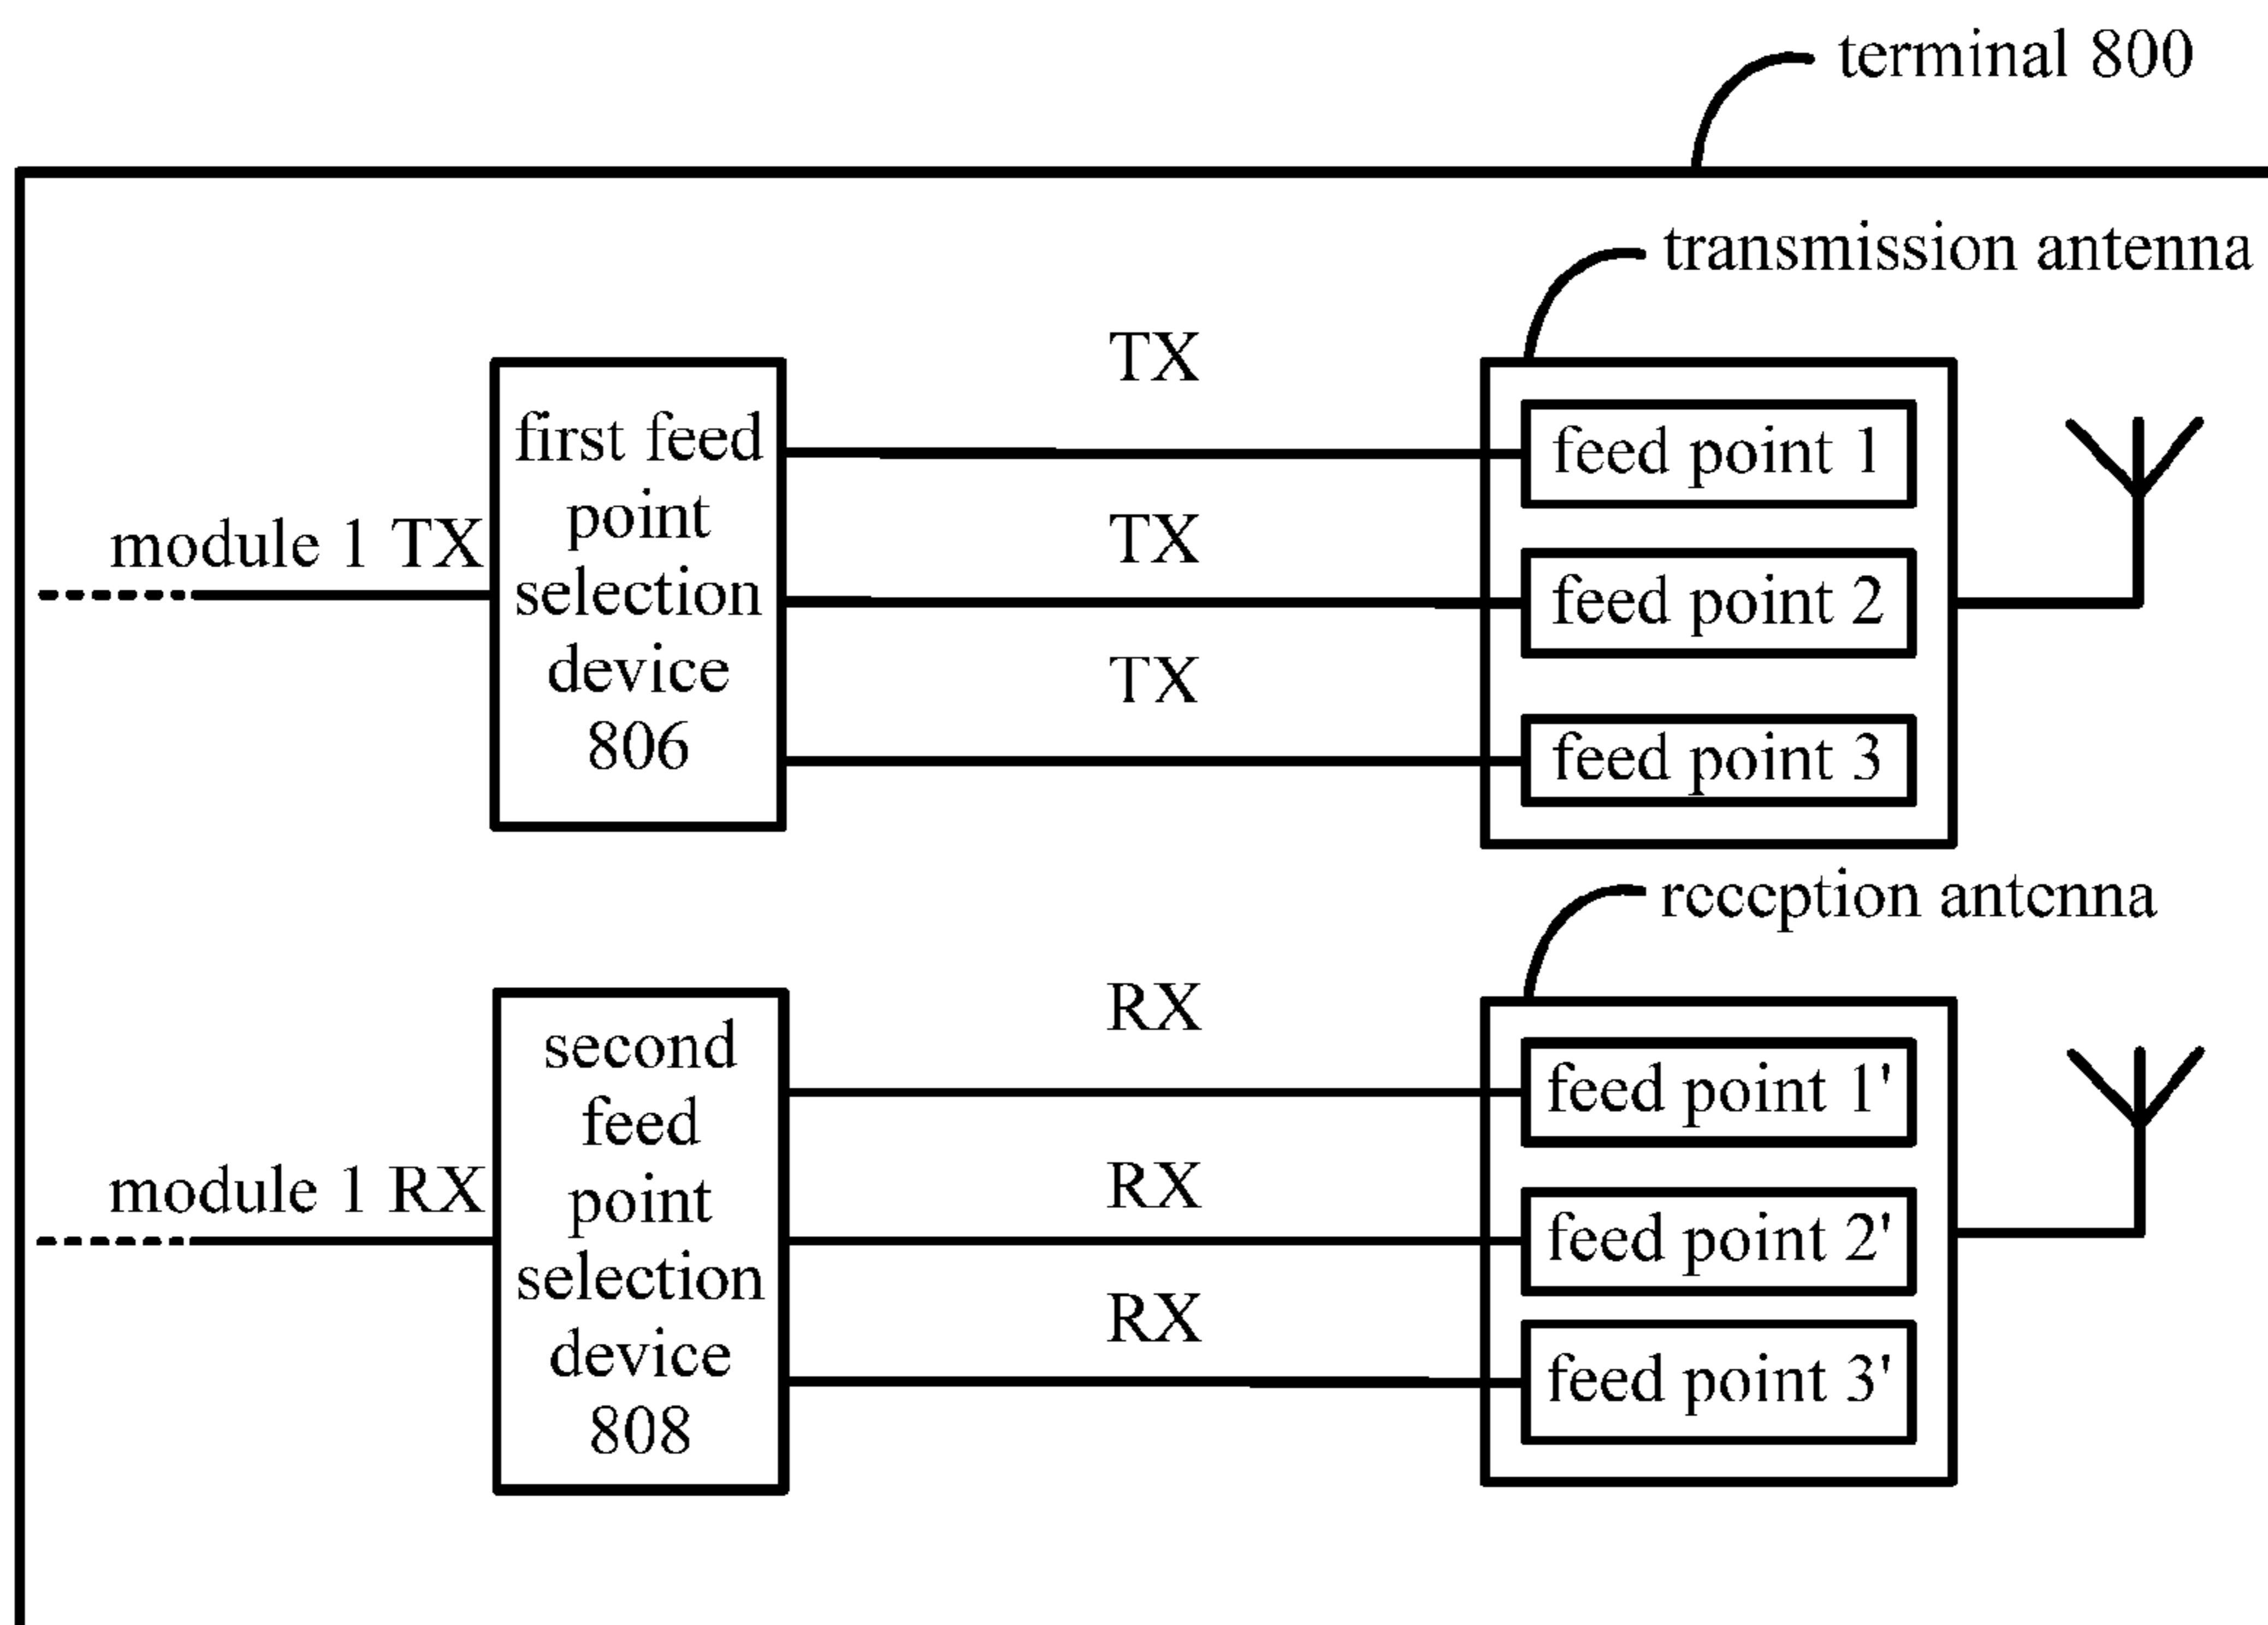 terminal 800
transmission antenna
TX
first feed
point
selection
device
806
feed point 1
module 1 TX
TX
feed point 2
TX
feed point 3
reception antenna
RX
second
feed
point
selection
device
808
feed point 1'
module 1 RX
RX
feed point 2'
RX
feed point 3'